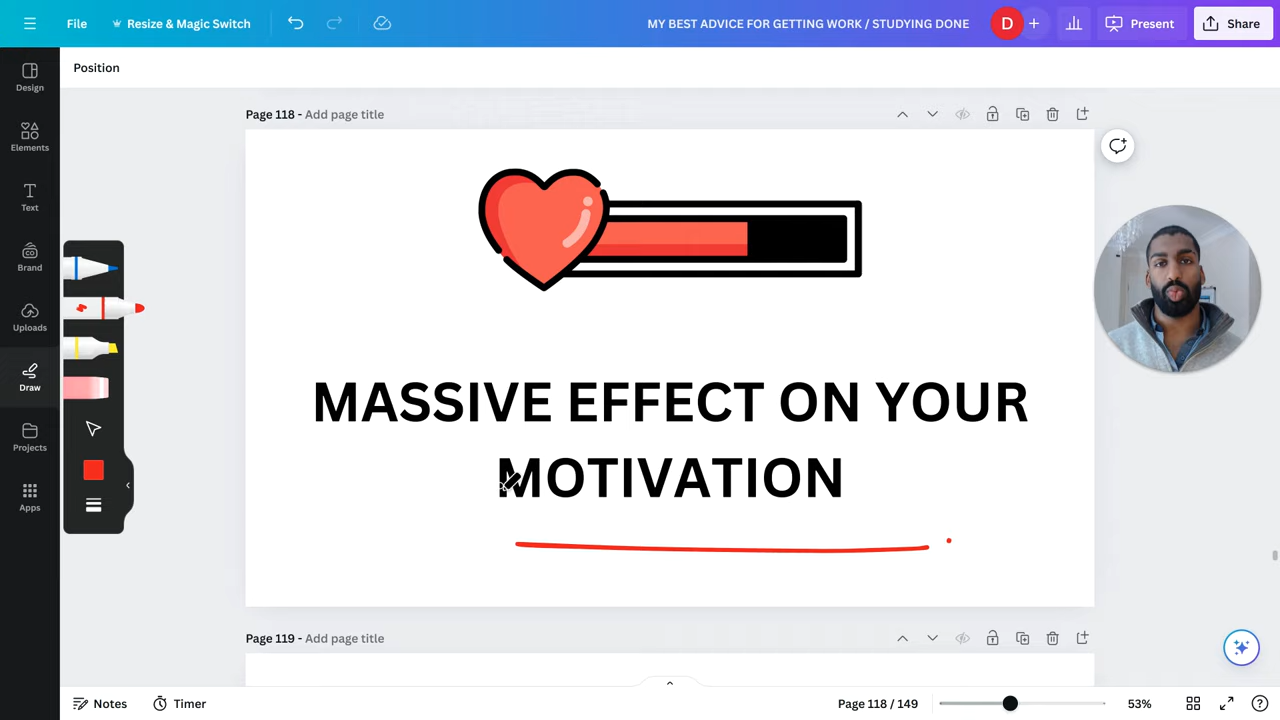 File
Resize & Magic Switch
MY BEST ADVICE FOR GETTING WORK / STUDYING DONE
D
Present
Share
Position
Design
Elements
Text
Brand
Uploads
Draw
Projects
Apps
Page 118 - Add page title
MASSIVE EFFECT ON YOUR
MOTIVATION
Page 119 - Add page title
Notes
Timer
Page 118 / 149
53%